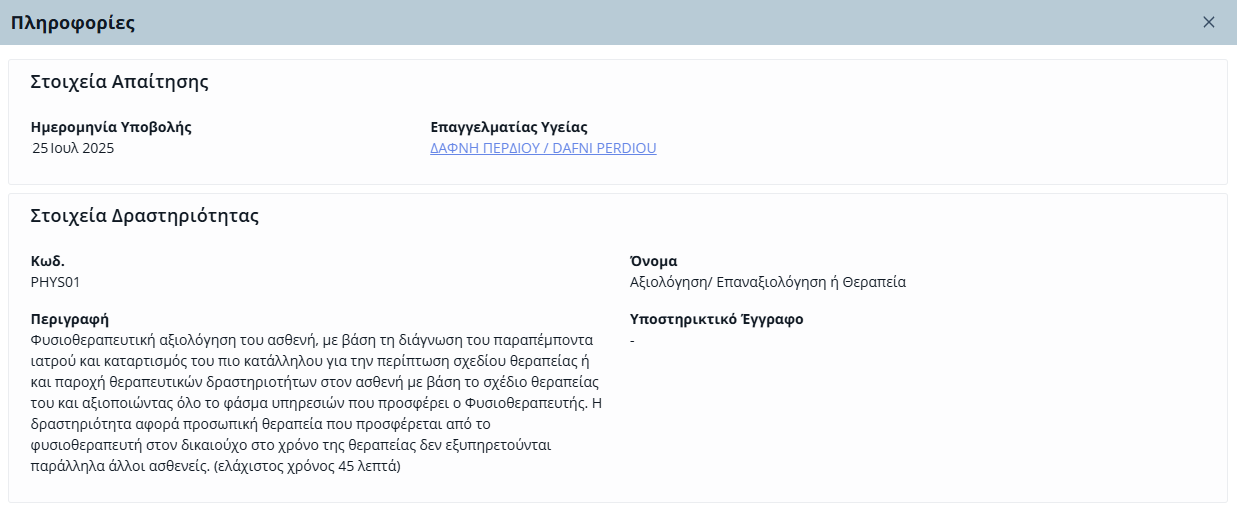 Πληροφορίες
Στοιχεία Απαίτησης
Ημερομηνία Υποβολής
25 Ιουλ 2025
Επαγγελματίας Υγείας
ΔΑΦΝΗ ΠΕΡΔΙΟΥ / DAFNI PERDIOU
Στοιχεία Δραστηριότητας
Κωδ.
PHYS01
Όνομα
Αξιολόγηση/ Επαναξιολόγηση ή Θεραπεία
Περιγραφή
Φυσιοθεραπευτική αξιολόγηση του ασθενή, με βάση τη διάγνωση του παραπέμποντα
ιατρού και καταρτισμός του πιο κατάλληλου για την περίπτωση σχεδίου θεραπείας ή
και παροχή θεραπευτικών δραστηριοτήτων στον ασθενή με βάση το σχέδιο θεραπείας
του και αξιοποιώντας όλο το φάσμα υπηρεσιών που προσφέρει ο Φυσιοθεραπευτής. Η
δραστηριότητα αφορά προσωπική θεραπεία που προσφέρεται από το
φυσιοθεραπευτή στον δικαιούχο στο χρόνο της θεραπείας δεν εξυπηρετούνται
παράλληλα άλλοι ασθενείς. (ελάχιστος χρόνος 45 λεπτά)
Υποστηρικτικό Έγγραφο
-